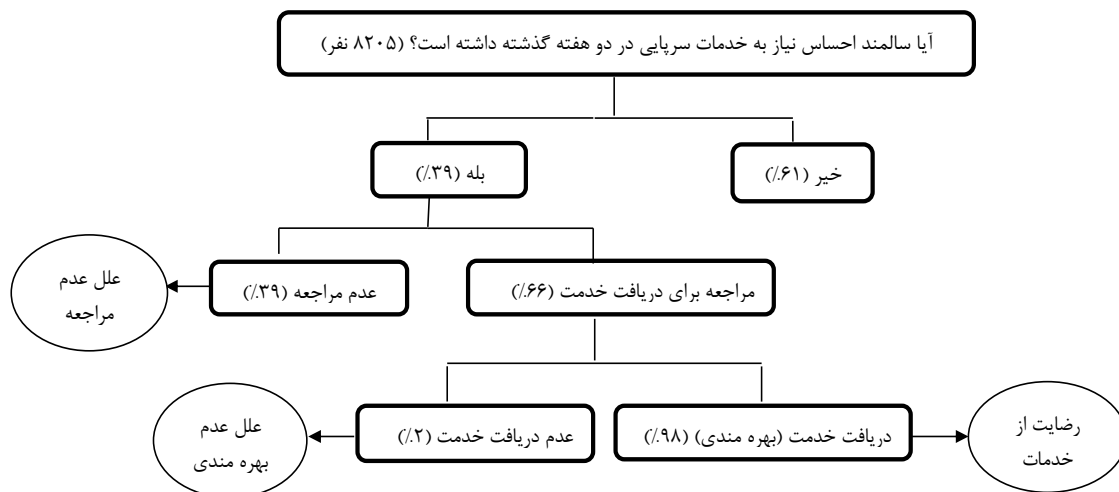 آیا سالمند احساس نیاز به خدمات سرپایی در دو هفته گذشته داشته است؟ (۸۲۰۵ نفر)
خیر (۶۱٪)
بله (۳۹٪)
مراجعه برای دریافت خدمت (۶۶٪)
عدم مراجعه (۳۹٪)
علل عدم
مراجعه
رضایت از
خدمات
دریافت خدمت (بهره مندی) (۹۸٪)
عدم دریافت خدمت (۲٪)
علل عدم
بهره مندی